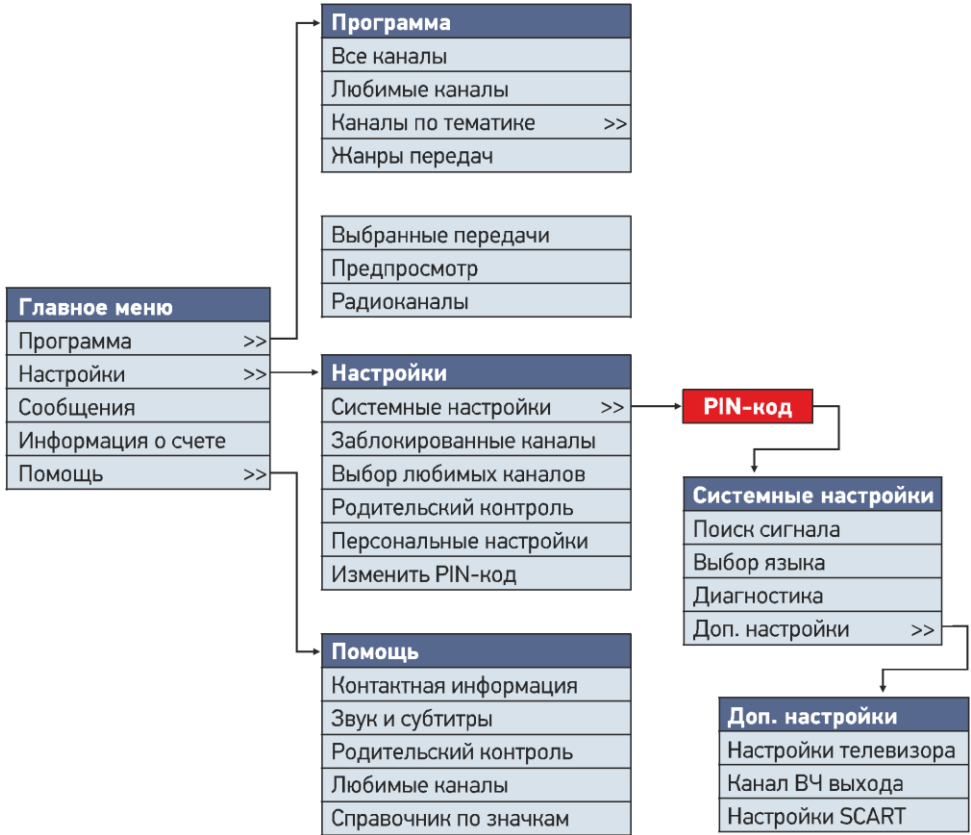 Программа
Все каналы
Любимые каналы
Каналы по тематике >>
Жанры передач
Выбранные передачи
Предпросмотр
Радиоканалы
Главное меню
Программа >>
Настройки >>
Сообщения
Информация о счете
Помощь >>
Настройки
Системные настройки >>
Заблокированные каналы
Выбор любимых каналов
Родительский контроль
Персональные настройки
Изменить PIN-код
PIN-код
Системные настройки
Поиск сигнала
Выбор языка
Диагностика
Доп. настройки >>
Помощь
Контактная информация
Звук и субтитры
Родительский контроль
Любимые каналы
Справочник по значкам
Доп. настройки
Настройки телевизора
Канал ВЧ выхода
Настройки SCART